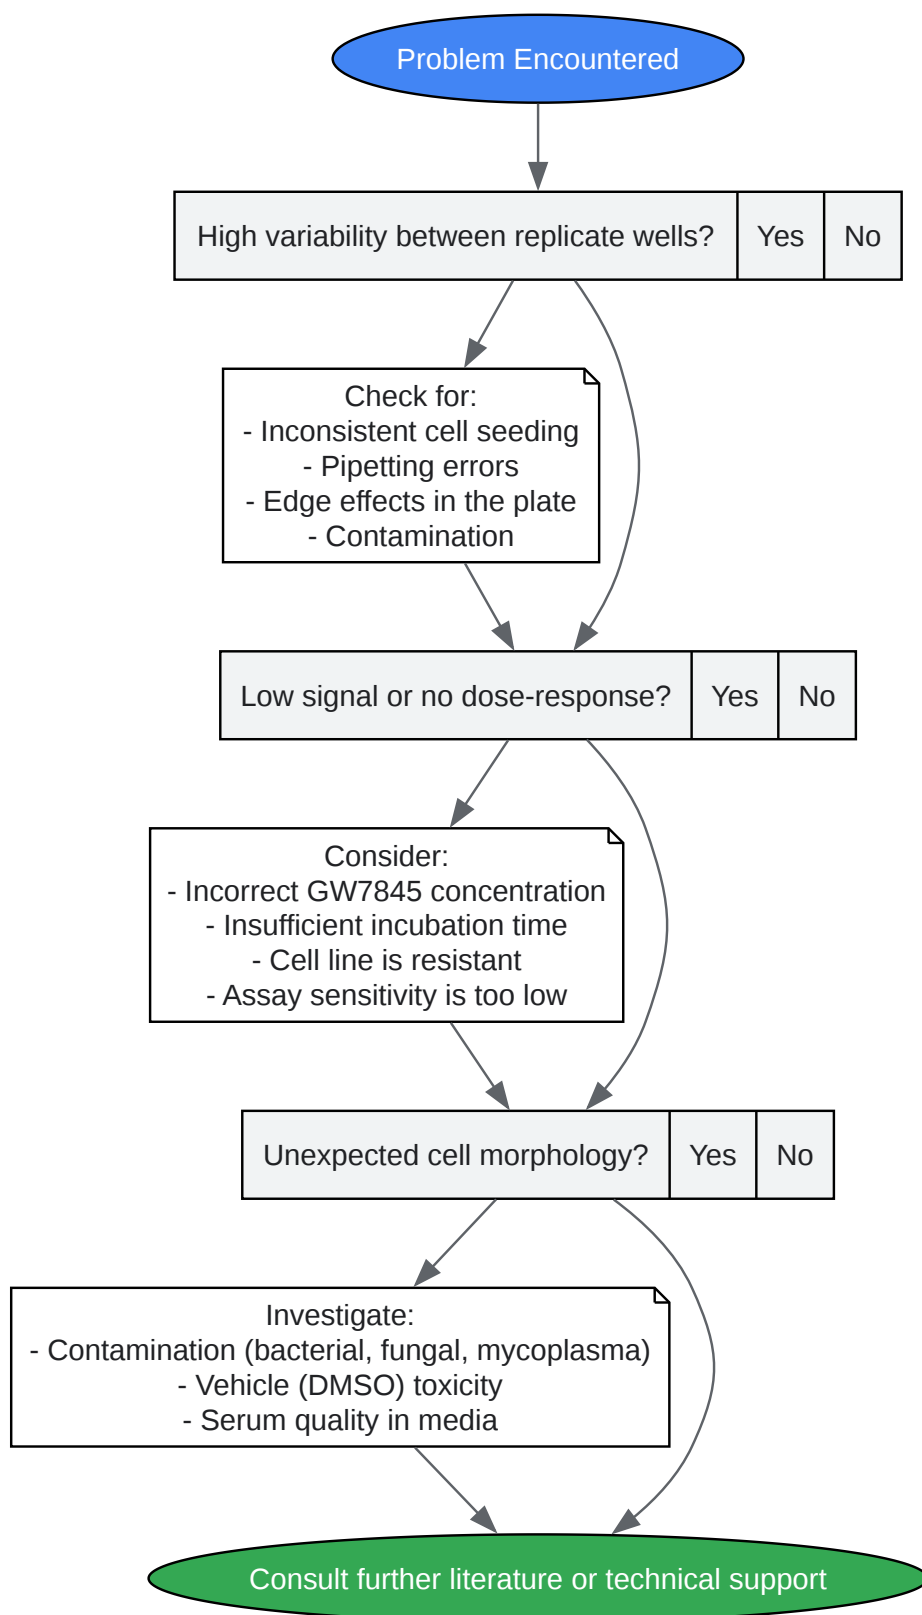 Problem Encountered
High variability between replicate wells? Yes No
Check for:
- Inconsistent cell seeding
- Pipetting errors
- Edge effects in the plate
- Contamination
Low signal or no dose-response? Yes No
Consider:
- Incorrect GW7845 concentration
- Insufficient incubation time
- Cell line is resistant
- Assay sensitivity is too low
Unexpected cell morphology? Yes No
Investigate:
- Contamination (bacterial, fungal, mycoplasma)
- Vehicle (DMSO) toxicity
- Serum quality in media
Consult further literature or technical support